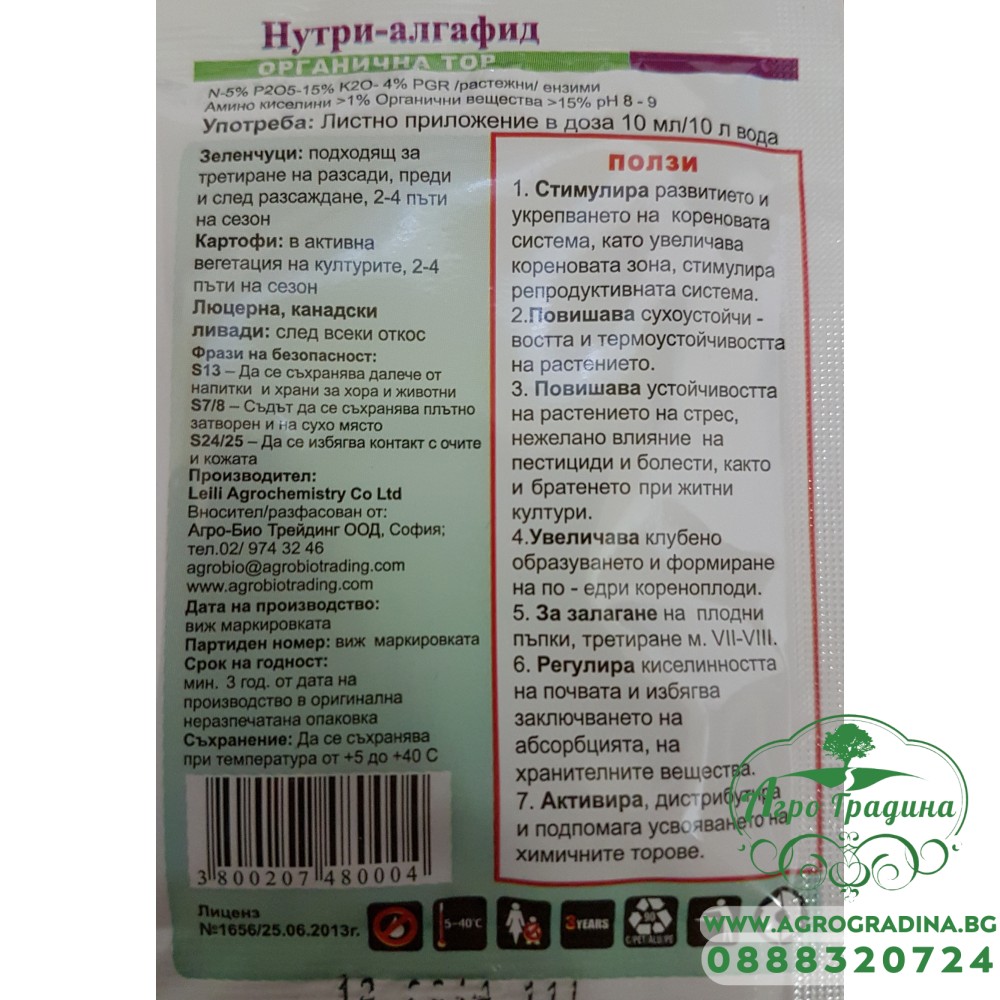 Нутри-алгафид
ОРГАНИЧНА ТОР
N-5% P2O5-15% K2O- 4% PGR /растежни/ ензими
Амино киселини >1% Органични вещества >15% pH 8 - 9
Употреба: Листно приложение в доза 10 мл/10 л вода
Зеленчуци: подходящ за
третиране на разсади, преди
и след разсаждане, 2-4 пъти
на сезон
Картофи: в активна
вегетация на културите, 2-4
пъти на сезон
Люцерна, канадски
ливади: след всеки откос
Фрази на безопасност:
S13 – Да се съхранява далече от
напитки и храни за хора и животни
S7/8 – Съдът да се съхранява плътно
затворен и на сухо място
S24/25 – Да се избягва контакт с очите
и кожата
Производител:
Leili Agrochemistry Co Ltd
Вносител/разфасован от:
Агро-Био Трейдинг ООД, София;
тел.02/ 974 32 46
agrobio@agrobiotrading.com
www.agrobiotrading.com
Дата на производство:
виж маркировката
Партиден номер: виж маркировката
Срок на годност:
мин. 3 год. от дата на
производство в оригинална
неразпечатана опаковка
Съхранение: Да се съхранява
при температура от +5 до +40 C
3800207480004
Лиценз
№1656/25.06.2013г.
5–40°C
3 YEARS
90
C/PET/ALU/PE
ПОЛЗИ
1. Стимулира развитието и
укрепването на кореновата
система, като увеличава
кореновата зона, стимулира
репродуктивната система.
2.Повишава сухоустойчи -
востта и термоустойчивостта
на растението.
3. Повишава устойчивостта
на растението на стрес,
нежелано влияние на
пестициди и болести, както
и братенето при житни
култури.
4.Увеличава клубено
образуването и формиране
на по - едри кореноплоди.
5. За залагане на плодни
пъпки, третиране м. VII-VIII.
6. Регулира киселинността
на почвата и избягва
заключването на
абсорбцията, на
хранителните вещества.
7. Активира, дистрибутира
и подпомага усвояването на
химичните торове.
Агро Градина
WWW.AGROGRADINA.BG
0888320724